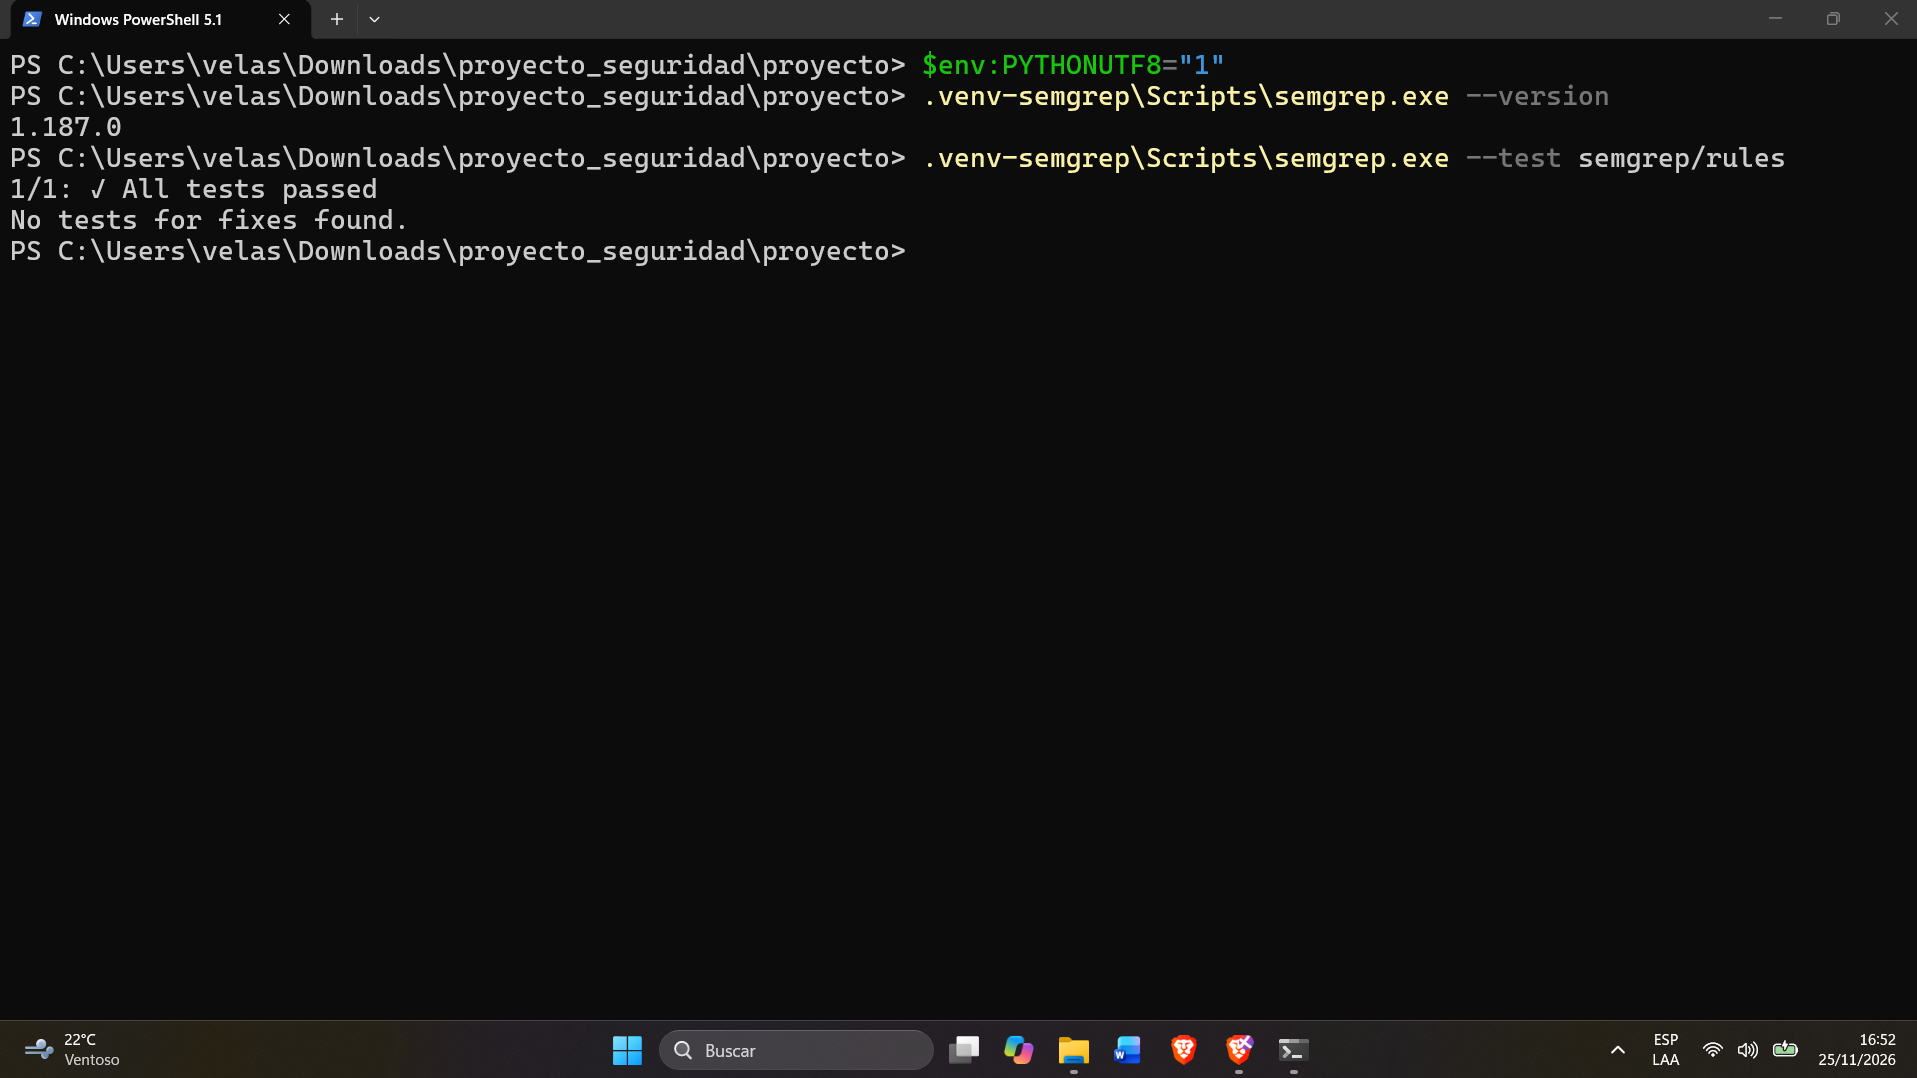 Windows PowerShell 5.1
PS C:\Users\velas\Downloads\proyecto_seguridad\proyecto> $env:PYTHONUTF8="1"
PS C:\Users\velas\Downloads\proyecto_seguridad\proyecto> .venv-semgrep\Scripts\semgrep.exe --version
1.187.0
PS C:\Users\velas\Downloads\proyecto_seguridad\proyecto> .venv-semgrep\Scripts\semgrep.exe --test semgrep/rules
1/1: √ All tests passed
No tests for fixes found.
PS C:\Users\velas\Downloads\proyecto_seguridad\proyecto>
22°C
Ventoso
Buscar
ESP
LAA
16:52
25/11/2026